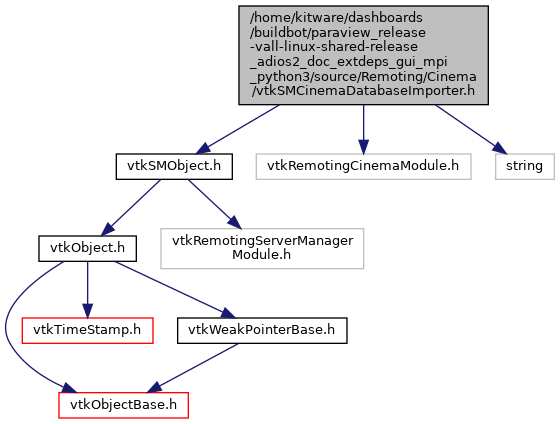 /home/kitware/dashboards
/buildbot/paraview_release
-vall-linux-shared-release
_adios2_doc_extdeps_gui_mpi
_python3/source/Remoting/Cinema
/vtkSMCinemaDatabaseImporter.h
vtkSMObject.h
vtkRemotingCinemaModule.h
string
vtkObject.h
vtkRemotingServerManager
Module.h
vtkTimeStamp.h
vtkWeakPointerBase.h
vtkObjectBase.h